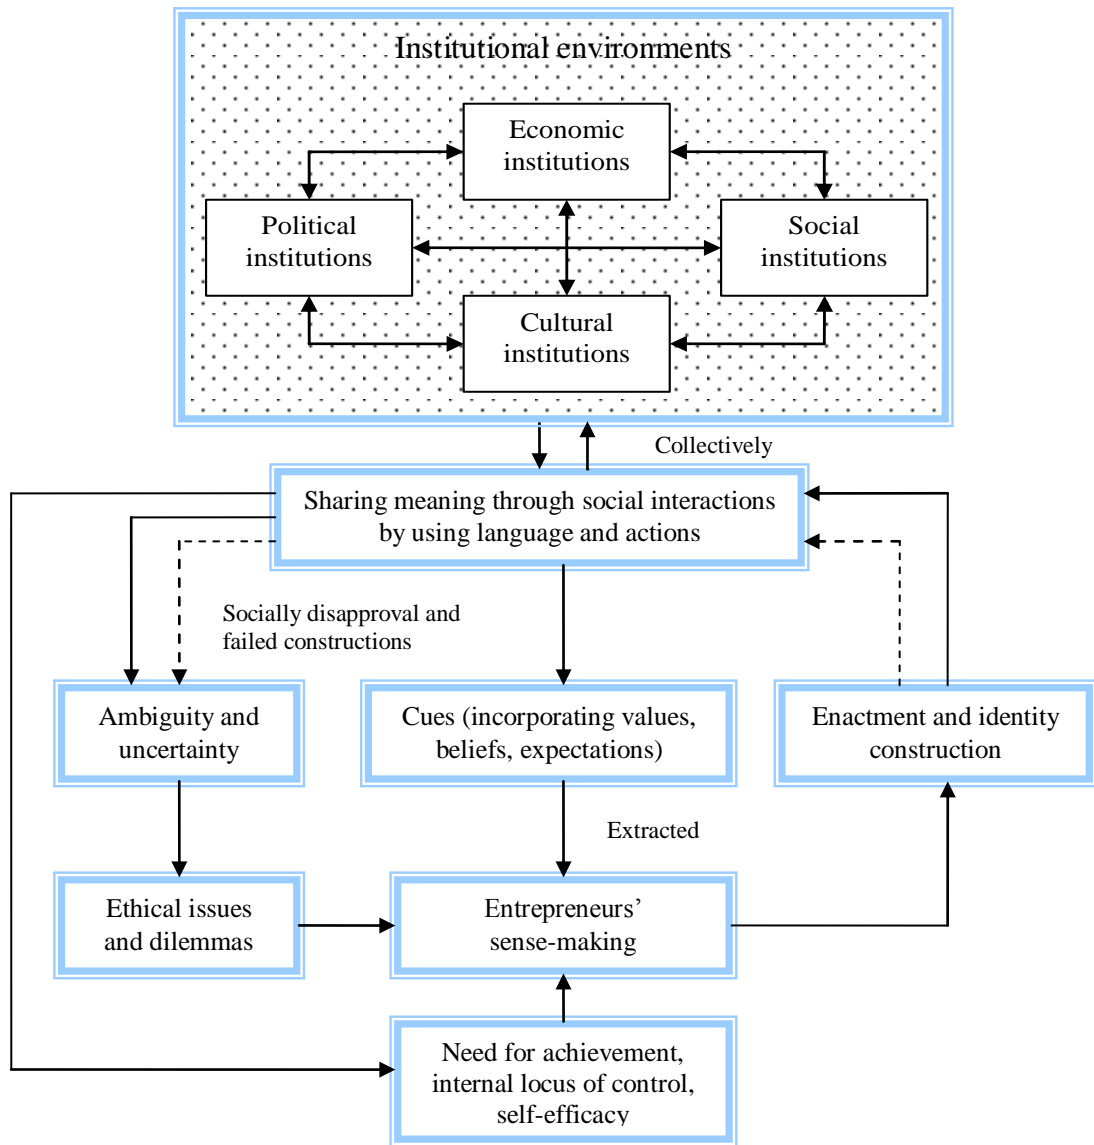 Institutional environments
Economic
institutions
Political
institutions
Social
institutions
Cultural
institutions
Collectively
Sharing meaning through social interactions
by using language and actions
Socially disapproval and
failed constructions
Ambiguity and
uncertainty
Cues (incorporating values,
beliefs, expectations)
Enactment and identity
construction
Extracted
Ethical issues
and dilemmas
Entrepreneurs’
sense-making
Need for achievement,
internal locus of control,
self-efficacy